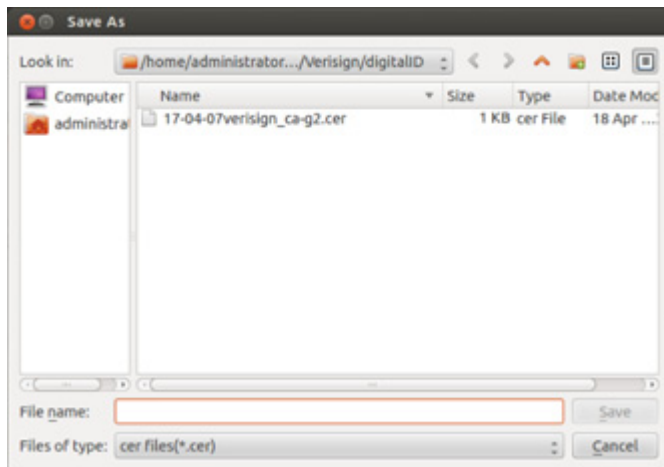 Save As
Look in: /home/administrator.../Verisign/digitalID
Computer
administra
Name Size Type Date Mod
17-04-07verisign_ca-g2.cer 1 KB cer File 18 Apr ....
File name: Save
Files of type: cer files(*.cer) Cancel